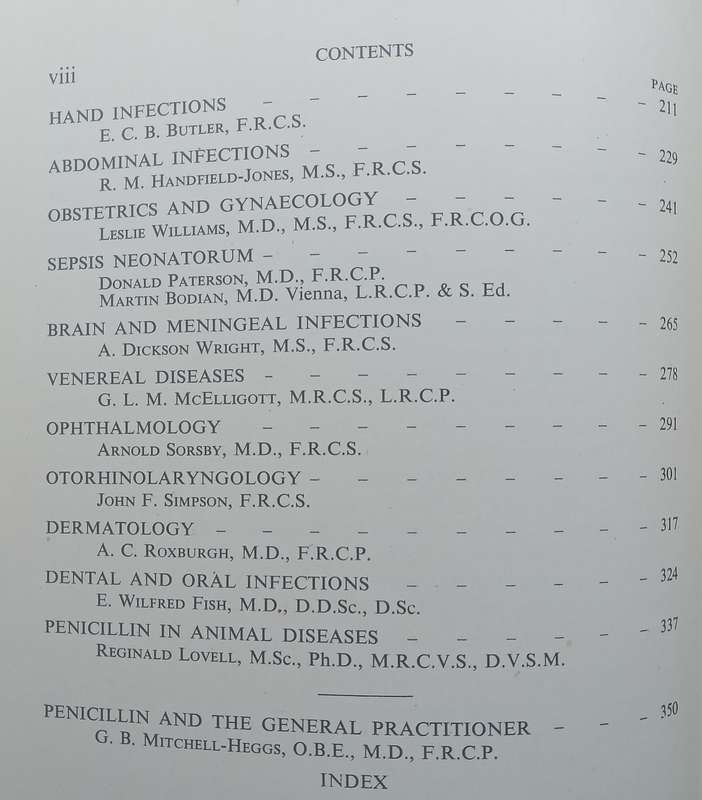 CONTENTS
viii
PAGE
HAND INFECTIONS – – – – – – – – – 211
E. C. B. BUTLER, F.R.C.S.
ABDOMINAL INFECTIONS – – – – – – – – 229
R. M. HANDFIELD-JONES, M.S., F.R.C.S.
OBSTETRICS AND GYNAECOLOGY – – – – – – 241
LESLIE WILLIAMS, M.D., M.S., F.R.C.S., F.R.C.O.G.
SEPSIS NEONATORUM – – – – – – – – – 252
DONALD PATERSON, M.D., F.R.C.P.
MARTIN BODIAN, M.D. Vienna, L.R.C.P. & S. Ed.
BRAIN AND MENINGEAL INFECTIONS – – – – – 265
A. DICKSON WRIGHT, M.S., F.R.C.S.
VENEREAL DISEASES – – – – – – – – – 278
G. L. M. MCELLIGOTT, M.R.C.S., L.R.C.P.
OPHTHALMOLOGY – – – – – – – – – 291
ARNOLD SORSBY, M.D., F.R.C.S.
OTORHINOLARYNGOLOGY – – – – – – – – 301
JOHN F. SIMPSON, F.R.C.S.
DERMATOLOGY – – – – – – – – – – 317
A. C. ROXBURGH, M.D., F.R.C.P.
DENTAL AND ORAL INFECTIONS – – – – – – 324
E. WILFRED FISH, M.D., D.D.Sc., D.Sc.
PENICILLIN IN ANIMAL DISEASES – – – – – – 337
REGINALD LOVELL, M.Sc., Ph.D., M.R.C.V.S., D.V.S.M.
PENICILLIN AND THE GENERAL PRACTITIONER – – – 350
G. B. MITCHELL-HEGGS, O.B.E., M.D., F.R.C.P.
INDEX